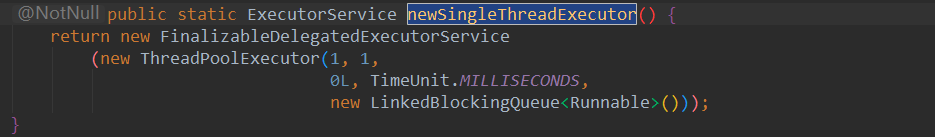 @NotNull public static ExecutorService newSingleThreadExecutor() {
return new FinalizableDelegatedExecutorService
(new ThreadPoolExecutor(1, 1,
0L, TimeUnit.MILLISECONDS,
new LinkedBlockingQueue<Runnable>()));
}